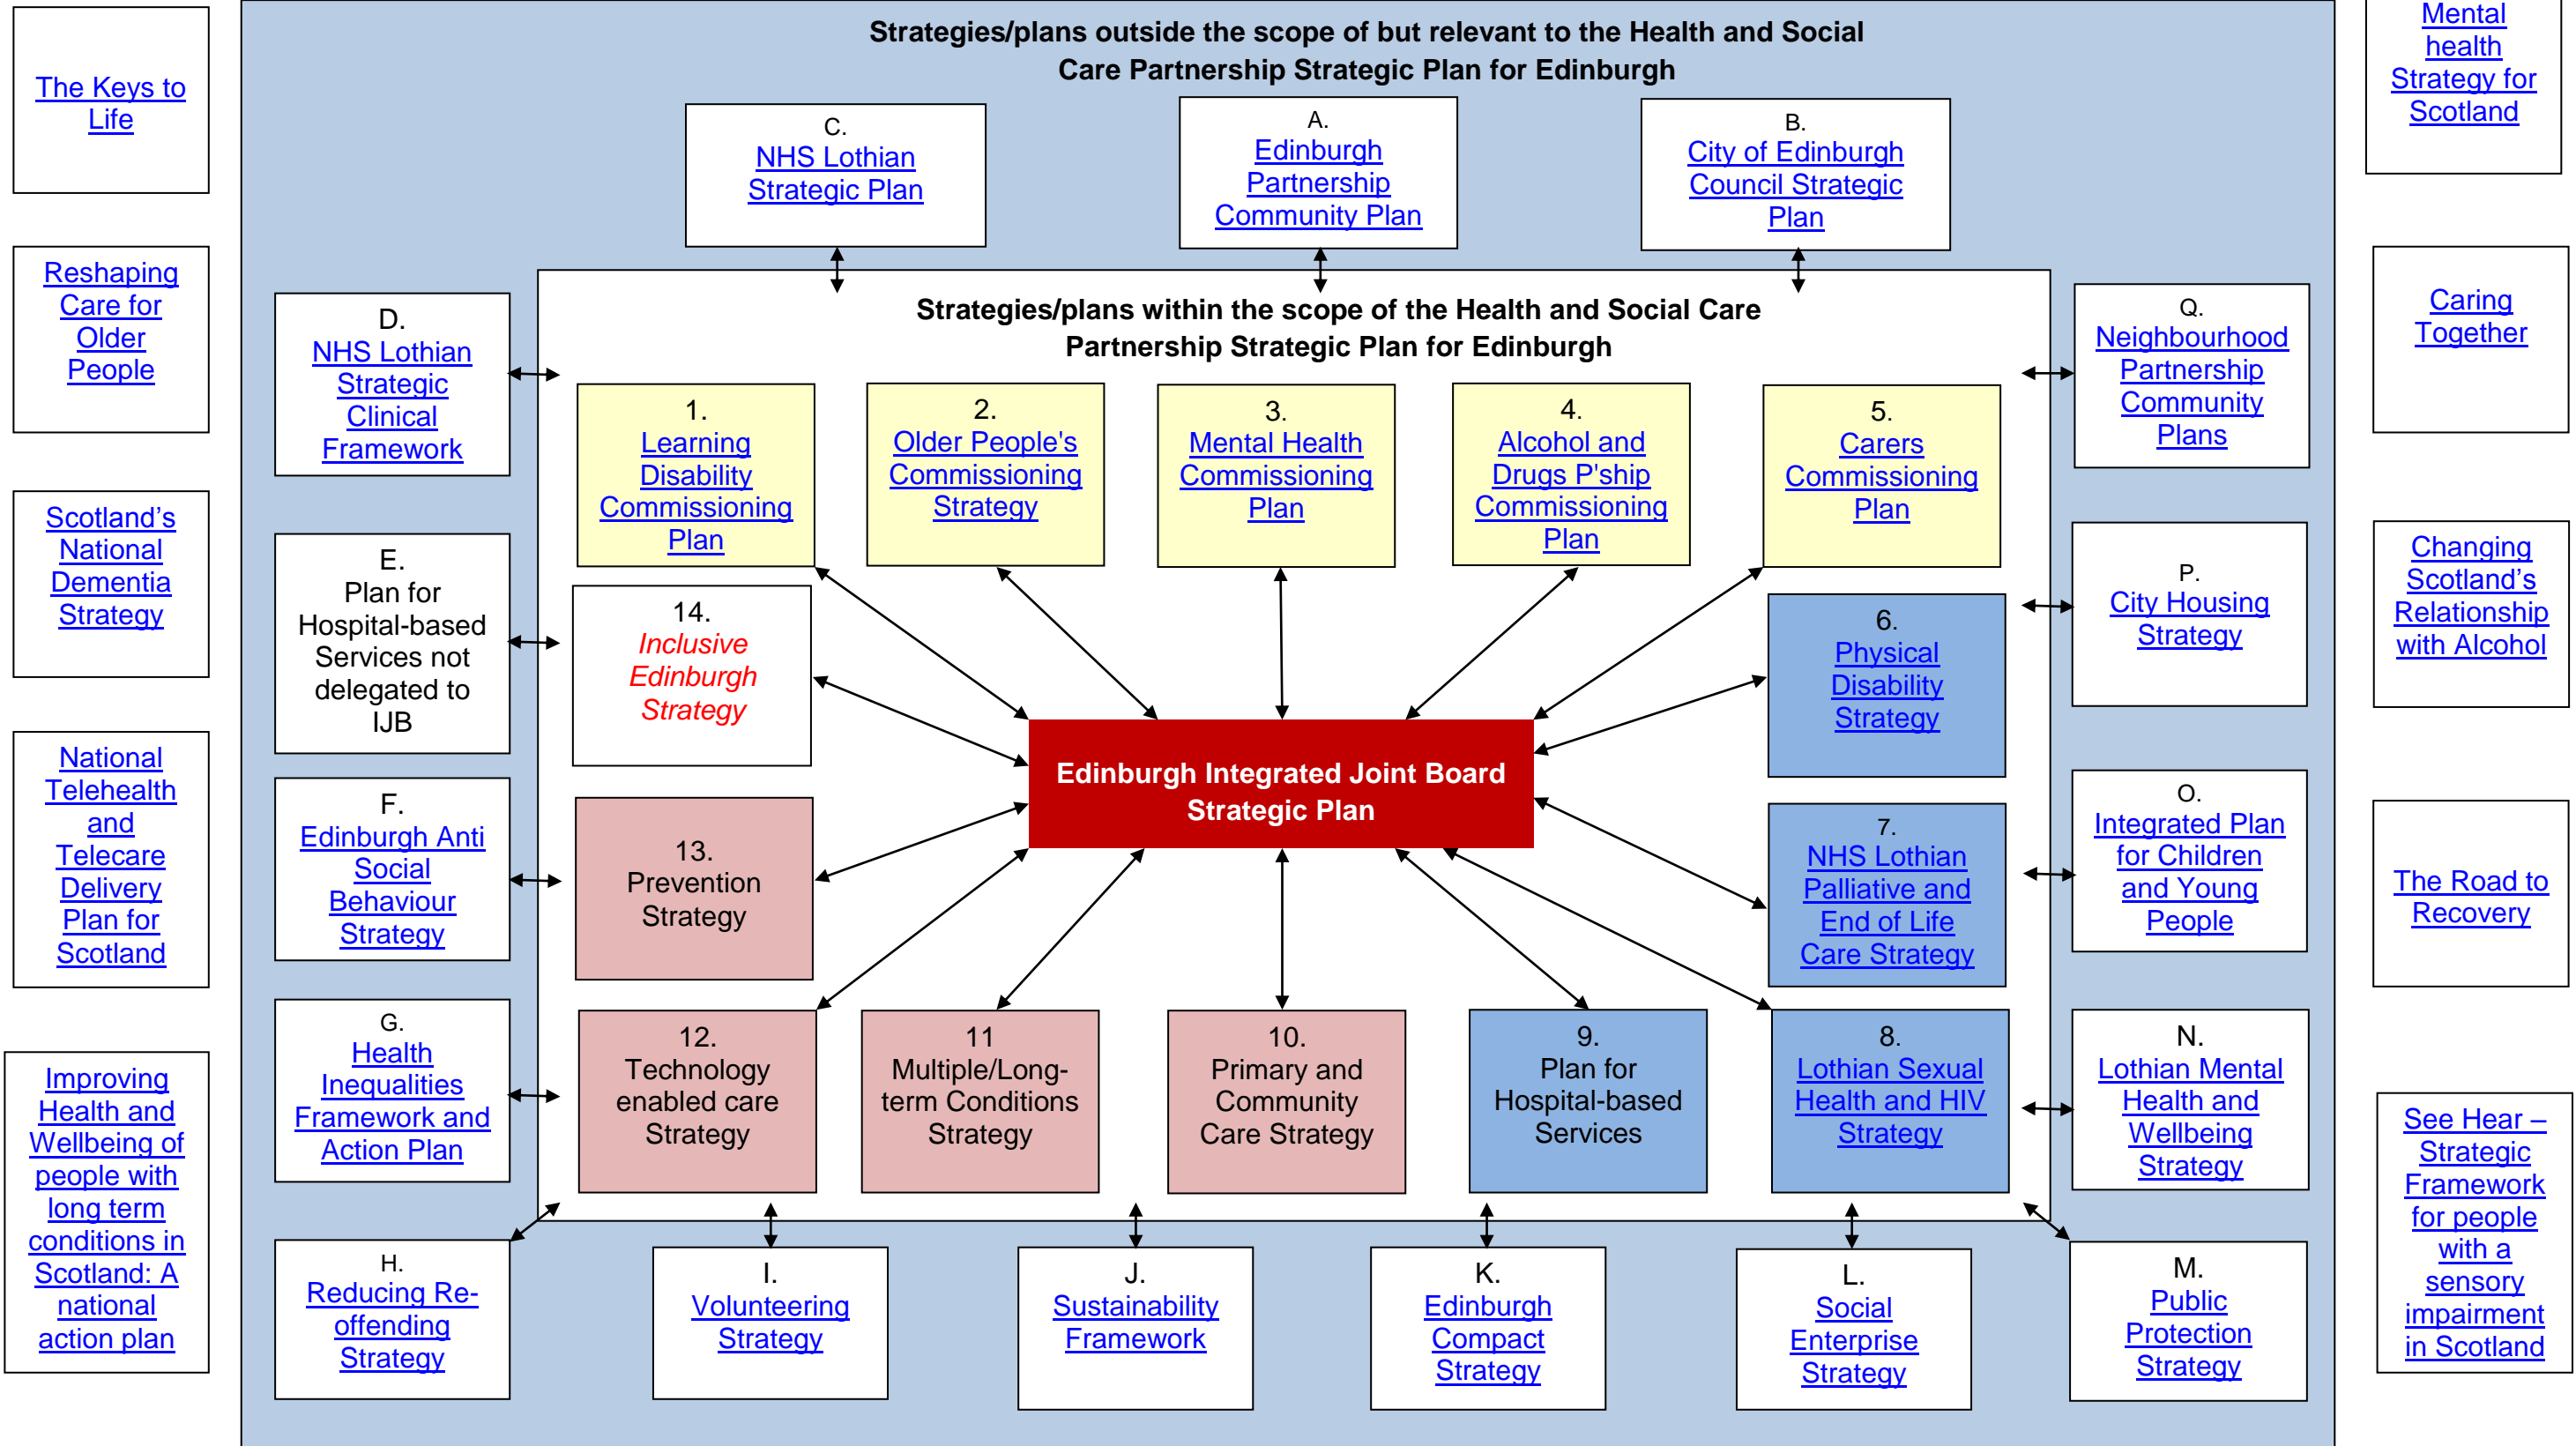 Strategies/plans outside the scope of but relevant to the Health and Social
Care Partnership Strategic Plan for Edinburgh
The Keys to
Life
Reshaping
Care for
Older
People
Scotland’s
National
Dementia
Strategy
National
Telehealth
and
Telecare
Delivery
Plan for
Scotland
Improving
Health and
Wellbeing of
people with
long term
conditions in
Scotland: A
national
action plan
C.
NHS Lothian
Strategic Plan
A.
Edinburgh
Partnership
Community Plan
B.
City of Edinburgh
Council Strategic
Plan
D.
NHS Lothian
Strategic
Clinical
Framework
E.
Plan for
Hospital-based
Services not
delegated to
IJB
F.
Edinburgh Anti
Social
Behaviour
Strategy
G.
Health
Inequalities
Framework and
Action Plan
H.
Reducing Re-
offending
Strategy
Strategies/plans within the scope of the Health and Social Care
Partnership Strategic Plan for Edinburgh
1.
Learning
Disability
Commissioning
Plan
2.
Older People's
Commissioning
Strategy
3.
Mental Health
Commissioning
Plan
4.
Alcohol and
Drugs P'ship
Commissioning
Plan
5.
Carers
Commissioning
Plan
14.
Inclusive
Edinburgh
Strategy
6.
Physical
Disability
Strategy
Edinburgh Integrated Joint Board
Strategic Plan
13.
Prevention
Strategy
7.
NHS Lothian
Palliative and
End of Life
Care Strategy
12.
Technology
enabled care
Strategy
11
Multiple/Long-
term Conditions
Strategy
10.
Primary and
Community
Care Strategy
9.
Plan for
Hospital-based
Services
8.
Lothian Sexual
Health and HIV
Strategy
I.
Volunteering
Strategy
J.
Sustainability
Framework
K.
Edinburgh
Compact
Strategy
L.
Social
Enterprise
Strategy
Q.
Neighbourhood
Partnership
Community
Plans
P.
City Housing
Strategy
O.
Integrated Plan
for Children
and Young
People
N.
Lothian Mental
Health and
Wellbeing
Strategy
M.
Public
Protection
Strategy
Mental
health
Strategy for
Scotland
Caring
Together
Changing
Scotland’s
Relationship
with Alcohol
The Road to
Recovery
See Hear –
Strategic
Framework
for people
with a
sensory
impairment
in Scotland